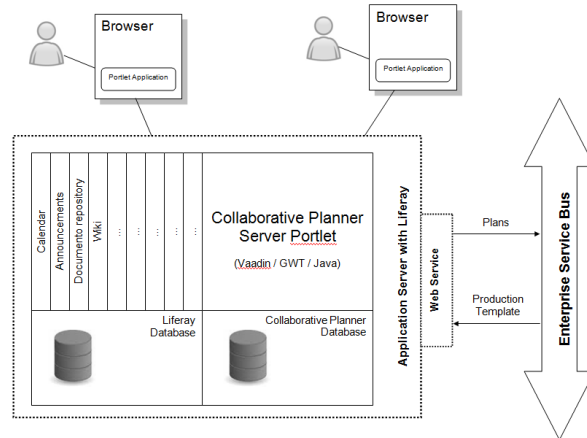 Browser
Portlet Application
Browser
Portlet Application
Calendar
Announcements
Documento repository
Wiki
...
...
...
...
...
Collaborative Planner
Server Portlet
(Vaadin / GWT / Java)
Liferay
Database
Collaborative Planner
Database
Application Server with Liferay
Web Service
Plans
Production
Template
Enterprise Service Bus